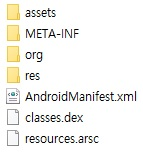 assets
META-INF
org
res
AndroidManifest.xml
classes.dex
resources.arsc